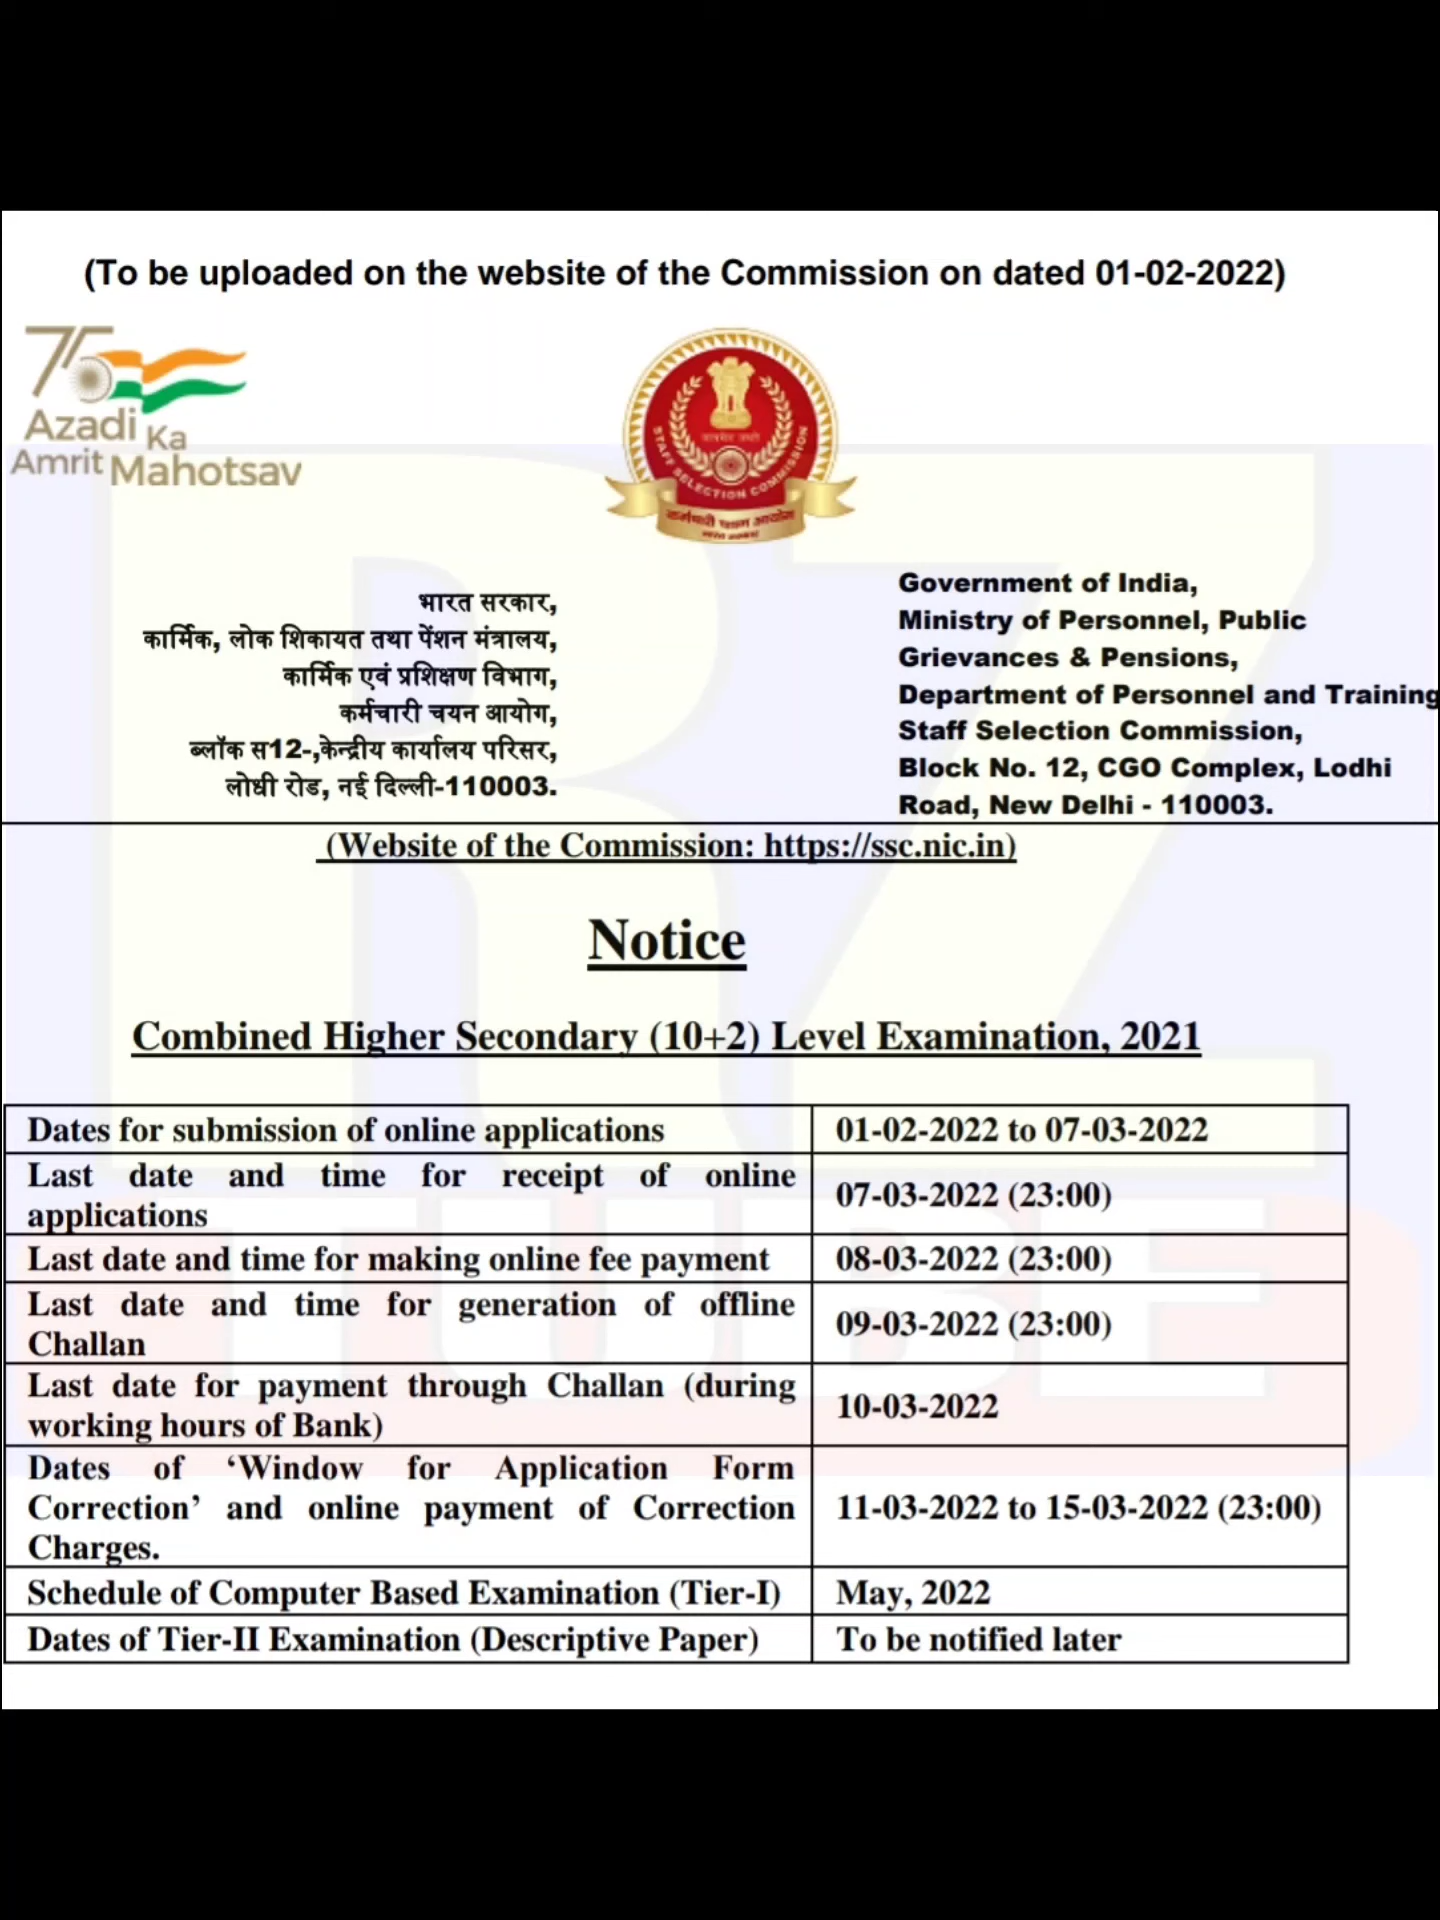 (To be uploaded on the website of the Commission on dated 01-02-2022)
75
Azadi Ka
Amrit Mahotsav
STAFF SELECTION COMMISSION
कर्मचारी चयन आयोग
भारत सरकार,
कार्मिक, लोक शिकायत तथा पेंशन मंत्रालय,
कार्मिक एवं प्रशिक्षण विभाग,
कर्मचारी चयन आयोग,
ब्लॉक स12-,केन्द्रीय कार्यालय परिसर,
लोधी रोड, नई दिल्ली-110003.
Government of India,
Ministry of Personnel, Public
Grievances & Pensions,
Department of Personnel and Training
Staff Selection Commission,
Block No. 12, CGO Complex, Lodhi
Road, New Delhi - 110003.
(Website of the Commission: https://ssc.nic.in)
Notice
Combined Higher Secondary (10+2) Level Examination, 2021
Dates for submission of online applications 01-02-2022 to 07-03-2022
Last date and time for receipt of online
applications 07-03-2022 (23:00)
Last date and time for making online fee payment 08-03-2022 (23:00)
Last date and time for generation of offline
Challan 09-03-2022 (23:00)
Last date for payment through Challan (during
working hours of Bank) 10-03-2022
Dates of ‘Window for Application Form
Correction’ and online payment of Correction 11-03-2022 to 15-03-2022 (23:00)
Charges.
Schedule of Computer Based Examination (Tier-I) May, 2022
Dates of Tier-II Examination (Descriptive Paper) To be notified later
RZ
TUBE